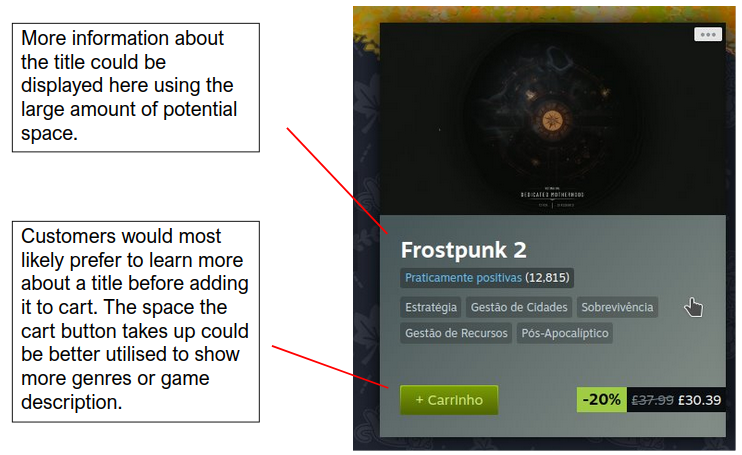 More information about
the title could be
displayed here using the
large amount of potential
space.
Customers would most
likely prefer to learn more
about a title before adding
it to cart. The space the
cart button takes up could
be better utilised to show
more genres or game
description.
DEDICATED MOTHERHOOD
Frostpunk 2
Praticamente positivas (12,815)
Estratégia Gestão de Cidades Sobrevivência
Gestão de Recursos Pós-Apocalíptico
+ Carrinho -20% £37.99 £30.39